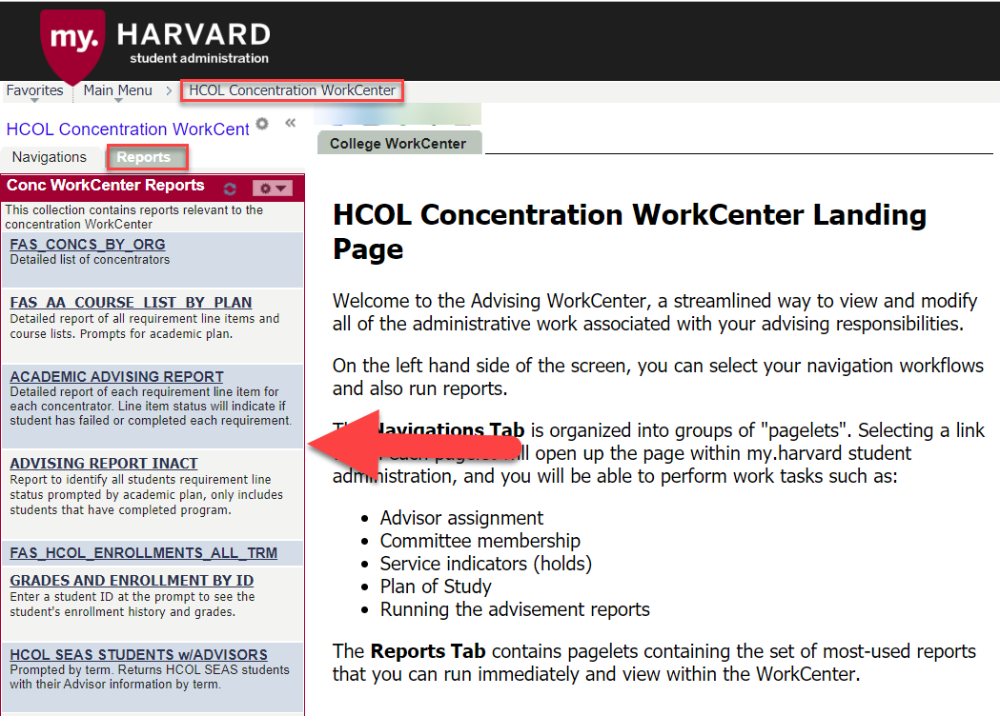 my. HARVARD
student administration
Favorites Main Menu > HCOL Concentration WorkCenter
HCOL Concentration WorkCent «
Navigations Reports
Conc WorkCenter Reports
This collection contains reports relevant to the
concentration WorkCenter
FAS_CONCS_BY_ORG
Detailed list of concentrators
FAS_AA_COURSE_LIST_BY_PLAN
Detailed report of all requirement line items and
course lists. Prompts for academic plan.
ACADEMIC ADVISING REPORT
Detailed report of each requirement line item for
each concentrator. Line item status will indicate if
student has failed or completed each requirement.
ADVISING REPORT INACT
Report to identify all students requirement line
status prompted by academic plan, only includes
students that have completed program.
FAS_HCOL_ENROLLMENTS_ALL_TRM
GRADES AND ENROLLMENT BY ID
Enter a student ID at the prompt to see the
student's enrollment history and grades.
HCOL SEAS STUDENTS w/ADVISORS
Prompted by term. Returns HCOL SEAS students
with their Advisor information by term.
College WorkCenter
HCOL Concentration WorkCenter Landing
Page
Welcome to the Advising WorkCenter, a streamlined way to view and modify
all of the administrative work associated with your advising responsibilities.
On the left hand side of the screen, you can select your navigation workflows
and also run reports.
Navigations Tab is organized into groups of "pagelets". Selecting a link
each pagelet will open up the page within my.harvard student
administration, and you will be able to perform work tasks such as:
• Advisor assignment
• Committee membership
• Service indicators (holds)
• Plan of Study
• Running the advisement reports
The Reports Tab contains pagelets containing the set of most-used reports
that you can run immediately and view within the WorkCenter.